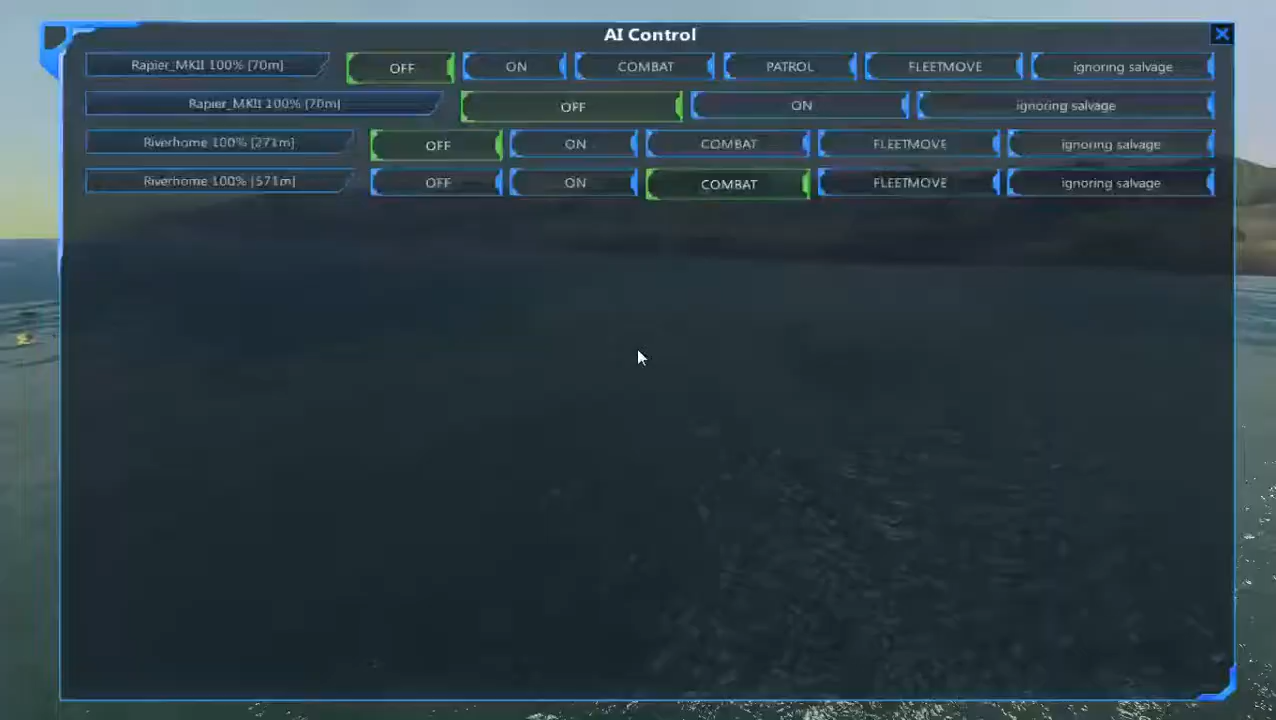 AI Control
Rapier_MKII 100% [70m] OFF ON COMBAT PATROL FLEETMOVE ignoring salvage
Rapier_MKII 100% [70m] OFF ON ignoring salvage
Riverhome 100% [271m] OFF ON COMBAT FLEETMOVE ignoring salvage
Riverhome 100% [571m] OFF ON COMBAT FLEETMOVE ignoring salvage